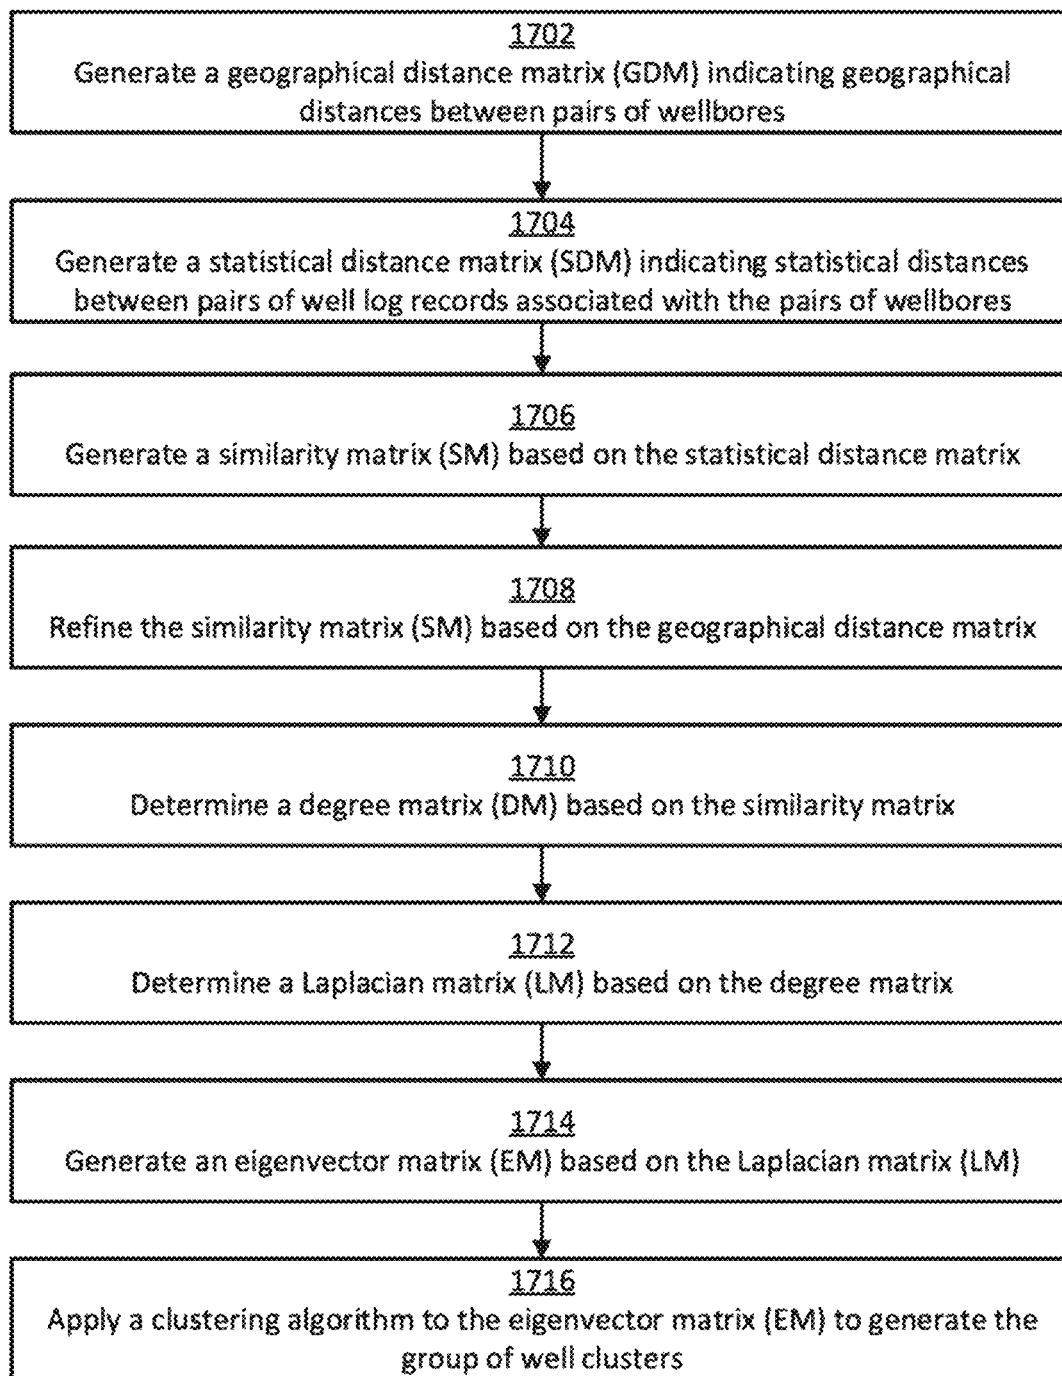 1702
Generate a geographical distance matrix (GDM) indicating geographical
distances between pairs of wellbores
1704
Generate a statistical distance matrix (SDM) indicating statistical distances
between pairs of well log records associated with the pairs of wellbores
1706
Generate a similarity matrix (SM) based on the statistical distance matrix
1708
Refine the similarity matrix (SM) based on the geographical distance matrix
1710
Determine a degree matrix (DM) based on the similarity matrix
1712
Determine a Laplacian matrix (LM) based on the degree matrix
1714
Generate an eigenvector matrix (EM) based on the Laplacian matrix (LM)
1716
Apply a clustering algorithm to the eigenvector matrix (EM) to generate the
group of well clusters